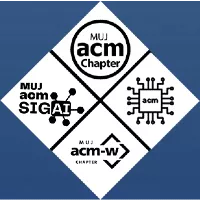 MUJ
acm
Chapter
MUJ
acm
SIGAI
acm
MUJ
acm-w
CHAPTER